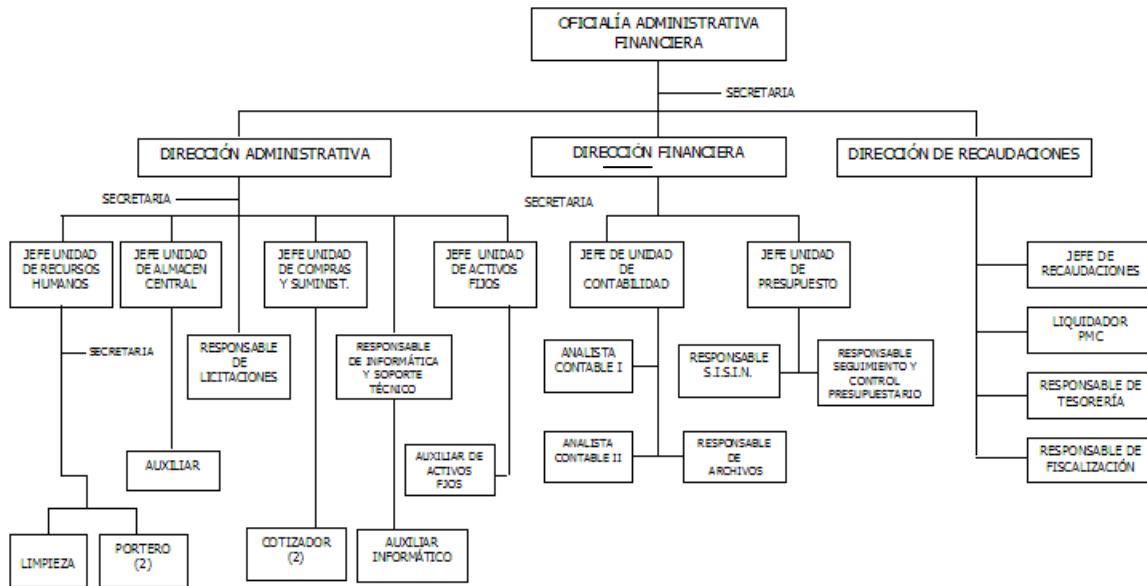 OFICIALÍA ADMINISTRATIVA
FINANCIERA
SECRETARIA
DIRECCIÓN ADMINISTRATIVA
DIRECCIÓN FINANCIERA
DIRECCIÓN DE RECAUDACIONES
SECRETARIA
SECRETARIA
JEFE UNIDAD
DE RECURSOS
HUMANOS
JEFE UNIDAD
DE ALMACEN
CENTRAL
JEFE UNIDAD
DE COMPRAS
Y SUMINIST.
JEFE UNIDAD
DE ACTIVOS
FIJOS
JEFE DE UNIDAD
DE
CONTABILIDAD
JEFE UNIDAD
DE
PRESUPUESTO
JEFE DE
RECAUDACIONES
SECRETARIA
RESPONSABLE
DE
LICITACIONES
RESPONSABLE
DE INFORMÁTICA
Y SOPORTE
TÉCNICO
ANALISTA
CONTABLE I
RESPONSABLE
S.I.S.I.N.
RESPONSABLE
SEGUIMIENTO Y
CONTROL
PRESUPUESTARIO
LIQUIDADOR
PMC
RESPONSABLE DE
TESORERÍA
AUXILIAR
AUXILIAR DE
ACTIVOS
FJOS
ANALISTA
CONTABLE II
RESPONSABLE
DE
ARCHIVOS
RESPONSABLE DE
FISCALIZACIÓN
LIMPIEZA
PORTERO
(2)
COTIZADOR
(2)
AUXILIAR
INFORMÁTICO